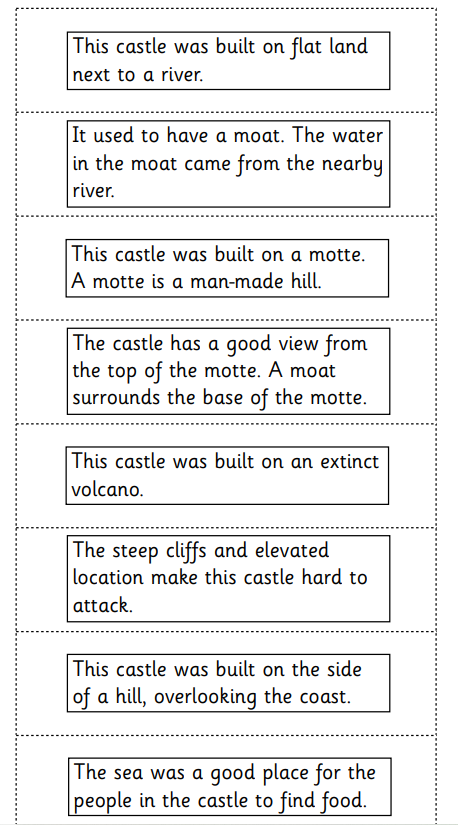 This castle was built on flat land
next to a river.
It used to have a moat. The water
in the moat came from the nearby
river.
This castle was built on a motte.
A motte is a man-made hill.
The castle has a good view from
the top of the motte. A moat
surrounds the base of the motte.
This castle was built on an extinct
volcano.
The steep cliffs and elevated
location make this castle hard to
attack.
This castle was built on the side
of a hill, overlooking the coast.
The sea was a good place for the
people in the castle to find food.